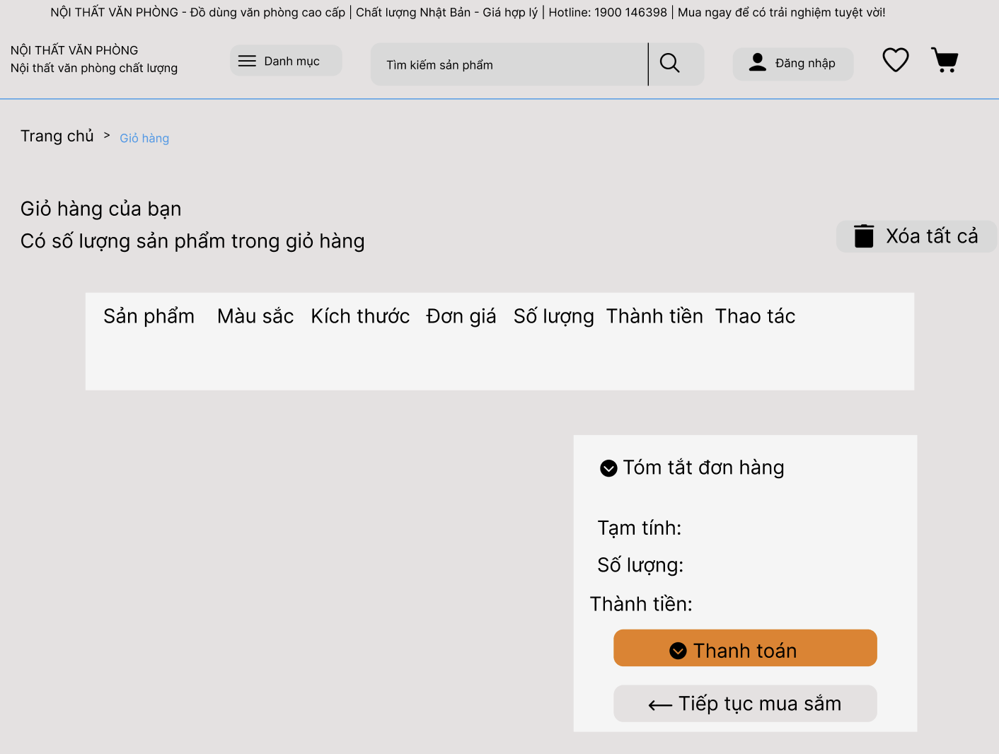 NỘI THẤT VĂN PHÒNG - Đồ dùng văn phòng cao cấp | Chất lượng Nhật Bản - Giá hợp lý | Hotline: 1900 146398 | Mua ngay để có trải nghiệm tuyệt vời!
NỘI THẤT VĂN PHÒNG
Nội thất văn phòng chất lượng
Danh mục
Tìm kiếm sản phẩm
Đăng nhập
Trang chủ > Giỏ hàng
Giỏ hàng của bạn
Có số lượng sản phẩm trong giỏ hàng
Xóa tất cả
Sản phẩm Màu sắc Kích thước Đơn giá Số lượng Thành tiền Thao tác
Tóm tắt đơn hàng
Tạm tính:
Số lượng:
Thành tiền:
Thanh toán
Tiếp tục mua sắm